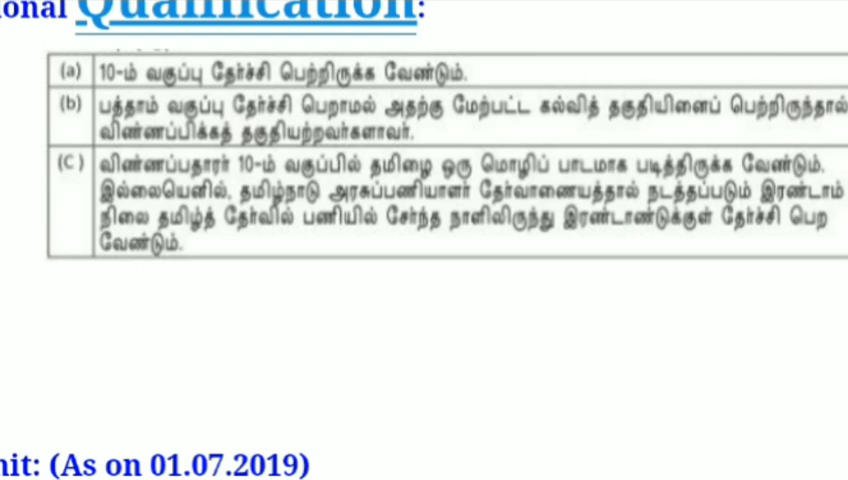 ional Qualification:
(a) 10-ம் வகுப்பு தேர்ச்சி பெற்றிருக்க வேண்டும்.
(b) பத்தாம் வகுப்பு தேர்ச்சி பெறாமல் அதற்கு மேற்பட்ட கல்வித் தகுதியினைப் பெற்றிருந்தால்
விண்ணப்பிக்கத் தகுதியற்றவர்களாவர்.
(C) விண்ணப்பதாரர் 10-ம் வகுப்பில் தமிழை ஒரு மொழிப் பாடமாக படித்திருக்க வேண்டும்.
இல்லையெனில், தமிழ்நாடு அரசுப்பணியாளர் தேர்வாணையத்தால் நடத்தப்படும் இரண்டாம்
நிலை தமிழ்த் தேர்வில் பணியில் சேர்ந்த நாளிலிருந்து இரண்டாண்டுக்குள் தேர்ச்சி பெற
வேண்டும்.
mit: (As on 01.07.2019)